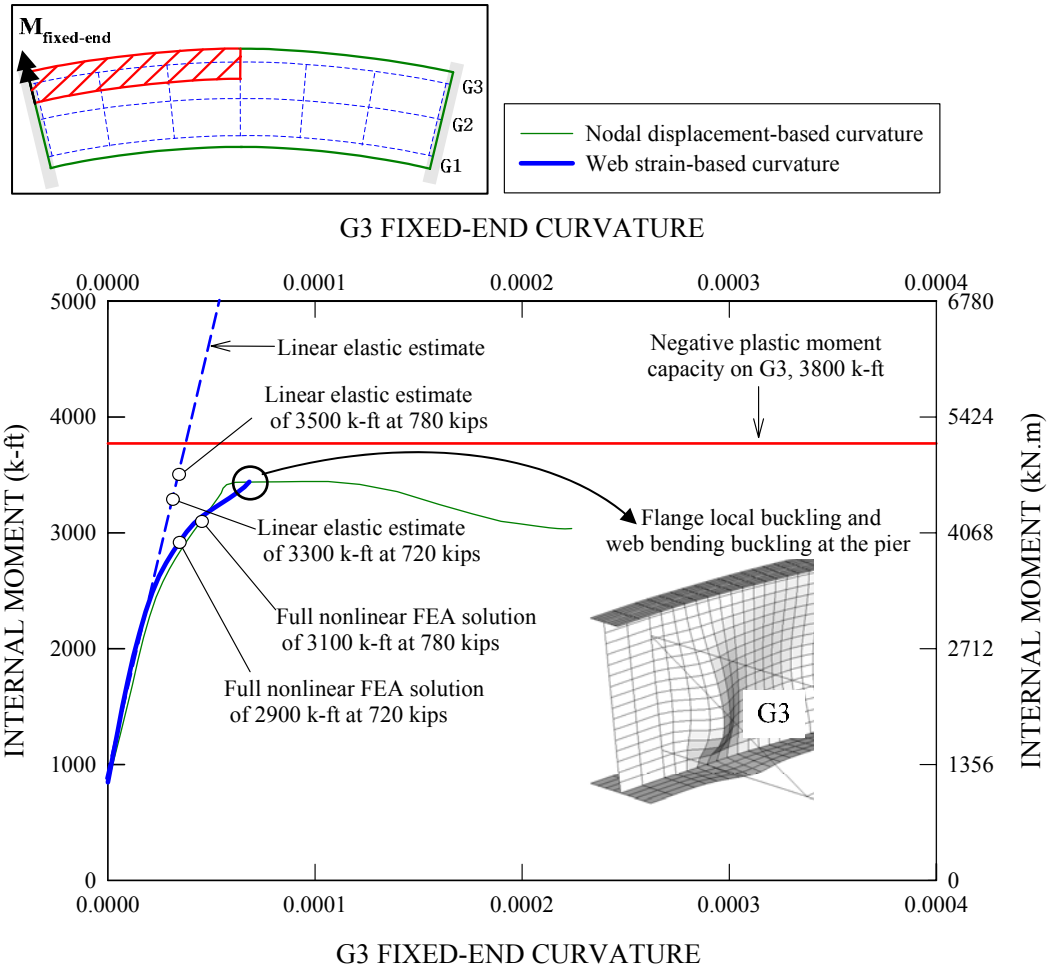 M fixed-end
G3
G2
G1
Nodal displacement-based curvature
Web strain-based curvature
G3 FIXED-END CURVATURE
0.0000 0.0001 0.0002 0.0003 0.0004
5000
4000
3000
2000
1000
0
INTERNAL MOMENT (k-ft)
6780
5424
4068
2712
1356
0
INTERNAL MOMENT (kN.m)
Linear elastic estimate
Linear elastic estimate
of 3500 k-ft at 780 kips
Negative plastic moment
capacity on G3, 3800 k-ft
Linear elastic estimate
of 3300 k-ft at 720 kips
Flange local buckling and
web bending buckling at the pier
Full nonlinear FEA solution
of 3100 k-ft at 780 kips
Full nonlinear FEA solution
of 2900 k-ft at 720 kips
G3
0.0000 0.0001 0.0002 0.0003 0.0004
G3 FIXED-END CURVATURE